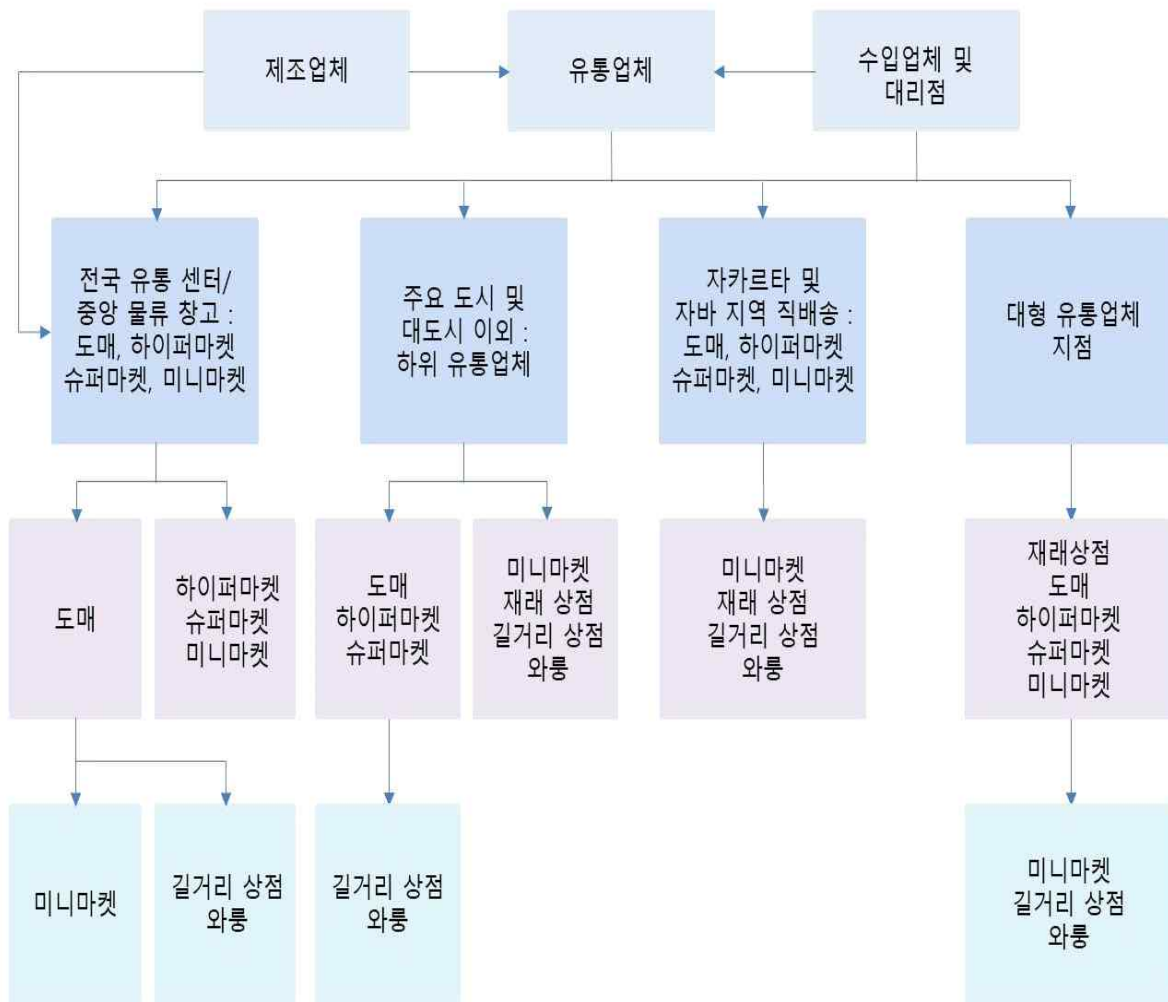 제조업체
유통업체
수입업체 및
대리점
전국 유통 센터/
중앙 물류 창고 :
도매, 하이퍼마켓
슈퍼마켓, 미니마켓
주요 도시 및
대도시 이외 :
하위 유통업체
자카르타 및
자바 지역 직배송 :
도매, 하이퍼마켓
슈퍼마켓, 미니마켓
대형 유통업체
지점
도매
하이퍼마켓
슈퍼마켓
미니마켓
도매
하이퍼마켓
슈퍼마켓
미니마켓
재래 상점
길거리 상점
와룽
미니마켓
재래 상점
길거리 상점
와룽
재래상점
도매
하이퍼마켓
슈퍼마켓
미니마켓
미니마켓
길거리 상점
와룽
길거리 상점
와룽
미니마켓
길거리 상점
와룽